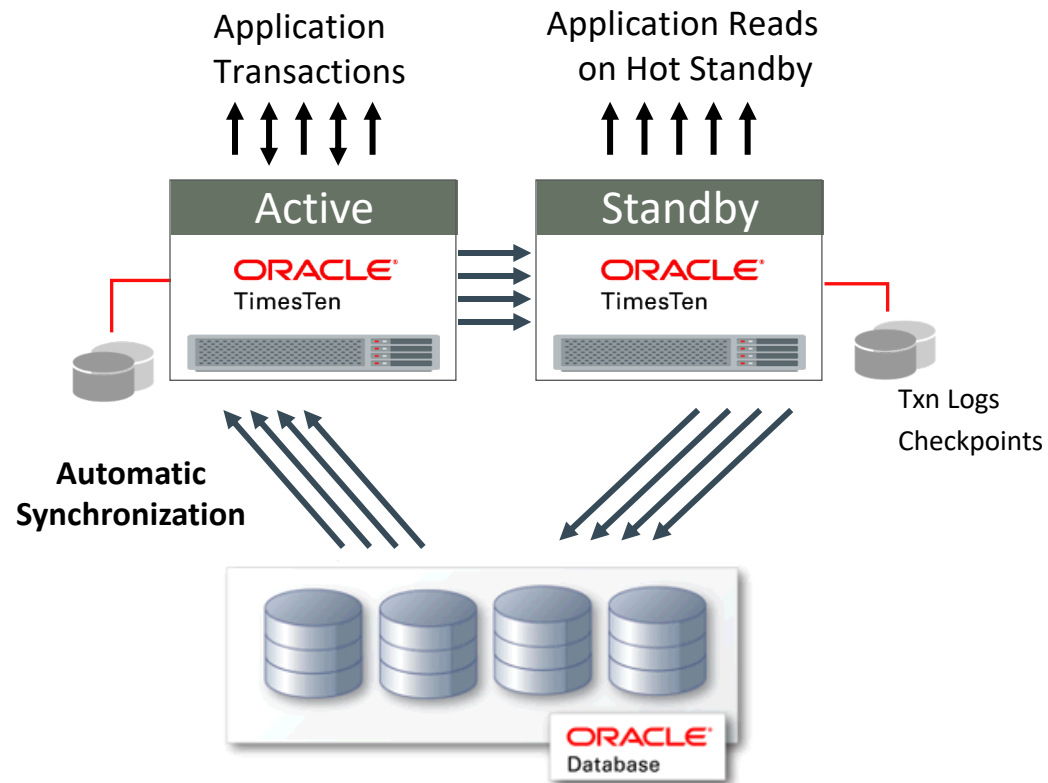 Application
Transactions
Application Reads
on Hot Standby
Active
Standby
ORACLE®
TimesTen
ORACLE®
TimesTen
Txn Logs
Checkpoints
Automatic
Synchronization
ORACLE®
Database